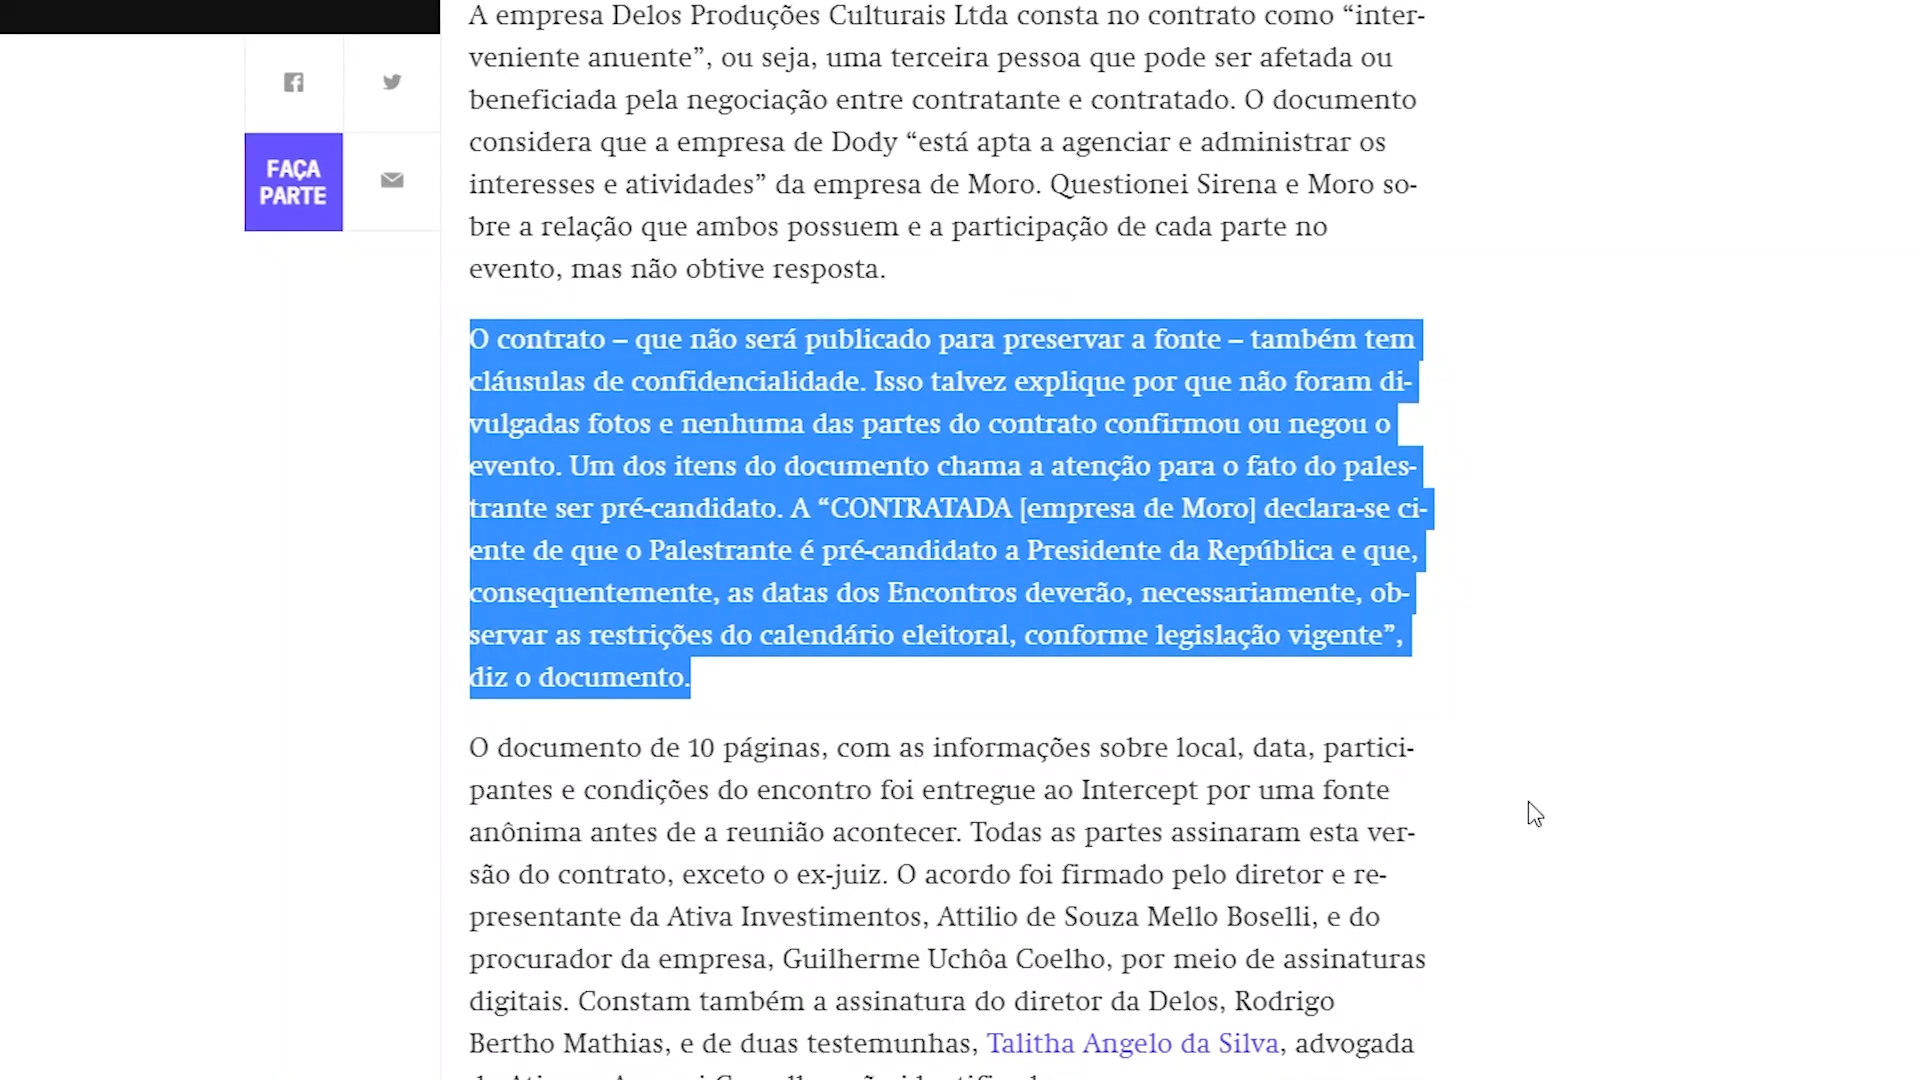 A empresa Delos Produções Culturais Ltda consta no contrato como “inter-
veniente anuente”, ou seja, uma terceira pessoa que pode ser afetada ou
beneficiada pela negociação entre contratante e contratado. O documento
considera que a empresa de Dody “está apta a agenciar e administrar os
interesses e atividades” da empresa de Moro. Questionei Sirena e Moro so-
bre a relação que ambos possuem e a participação de cada parte no
evento, mas não obtive resposta.
FAÇA
PARTE
O contrato – que não será publicado para preservar a fonte – também tem
cláusulas de confidencialidade. Isso talvez explique por que não foram di-
vulgadas fotos e nenhuma das partes do contrato confirmou ou negou o
evento. Um dos itens do documento chama a atenção para o fato do pales-
trante ser pré-candidato. A “CONTRATADA [empresa de Moro] declara-se ci-
ente de que o Palestrante é pré-candidato a Presidente da República e que,
consequentemente, as datas dos Encontros deverão, necessariamente, ob-
servar as restrições do calendário eleitoral, conforme legislação vigente”,
diz o documento.
O documento de 10 páginas, com as informações sobre local, data, partici-
pantes e condições do encontro foi entregue ao Intercept por uma fonte
anônima antes de a reunião acontecer. Todas as partes assinaram esta ver-
são do contrato, exceto o ex-juiz. O acordo foi firmado pelo diretor e re-
presentante da Ativa Investimentos, Attilio de Souza Mello Boselli, e do
procurador da empresa, Guilherme Uchôa Coelho, por meio de assinaturas
digitais. Constam também a assinatura do diretor da Delos, Rodrigo
Bertho Mathias, e de duas testemunhas, Talitha Angelo da Silva, advogada